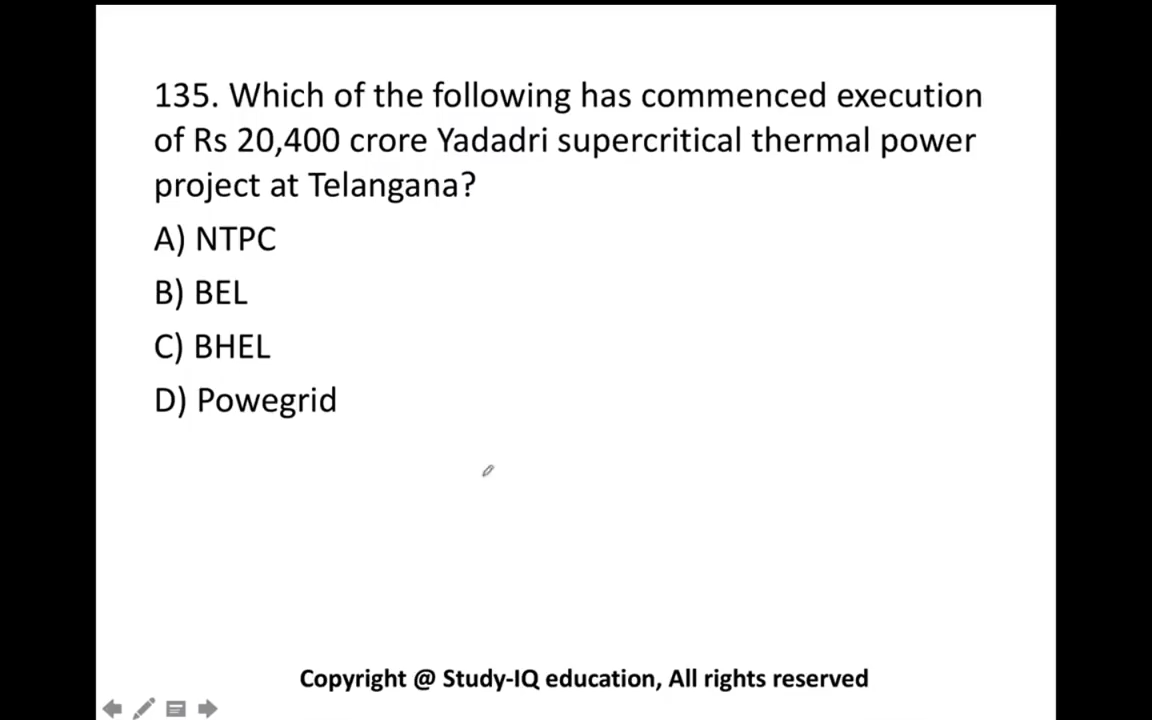 135. Which of the following has commenced execution
of Rs 20,400 crore Yadadri supercritical thermal power
project at Telangana?
A) NTPC
B) BEL
C) BHEL
D) Powegrid
Copyright @ Study-IQ education, All rights reserved